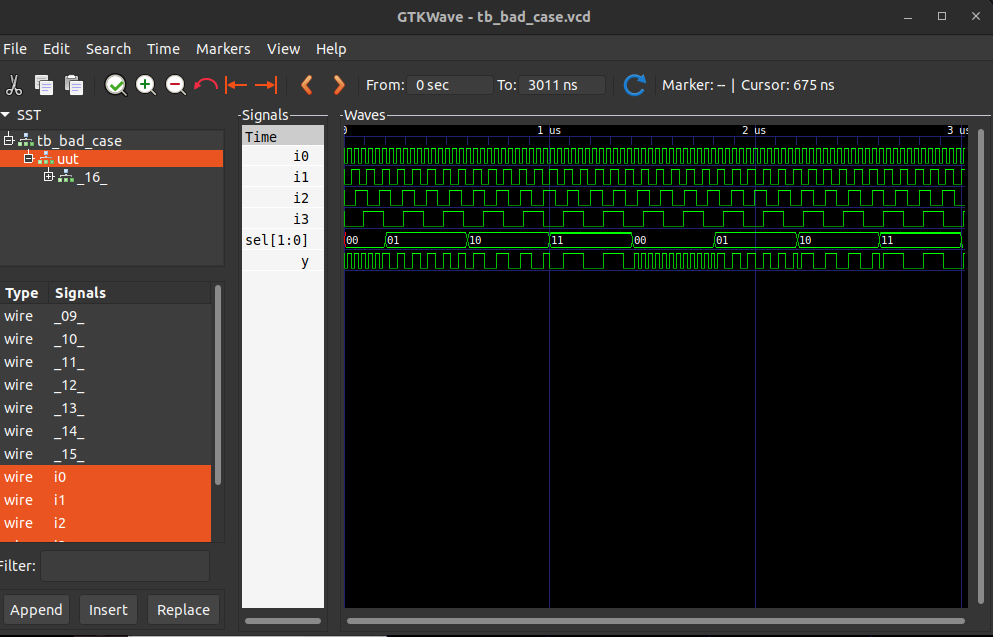 GTKWave - tb_bad_case.vcd
File Edit Search Time Markers View Help
From: 0 sec To: 3011 ns Marker: -- | Cursor: 675 ns
SST
tb_bad_case
uut
_16_
Type Signals
wire _09_
wire _10_
wire _11_
wire _12_
wire _13_
wire _14_
wire _15_
wire i0
wire i1
wire i2
Filter:
Append Insert Replace
Signals
Time
i0
i1
i2
i3
sel[1:0]
y
Waves
0 1 us 2 us 3 us
00 01 10 11 00 01 10 11